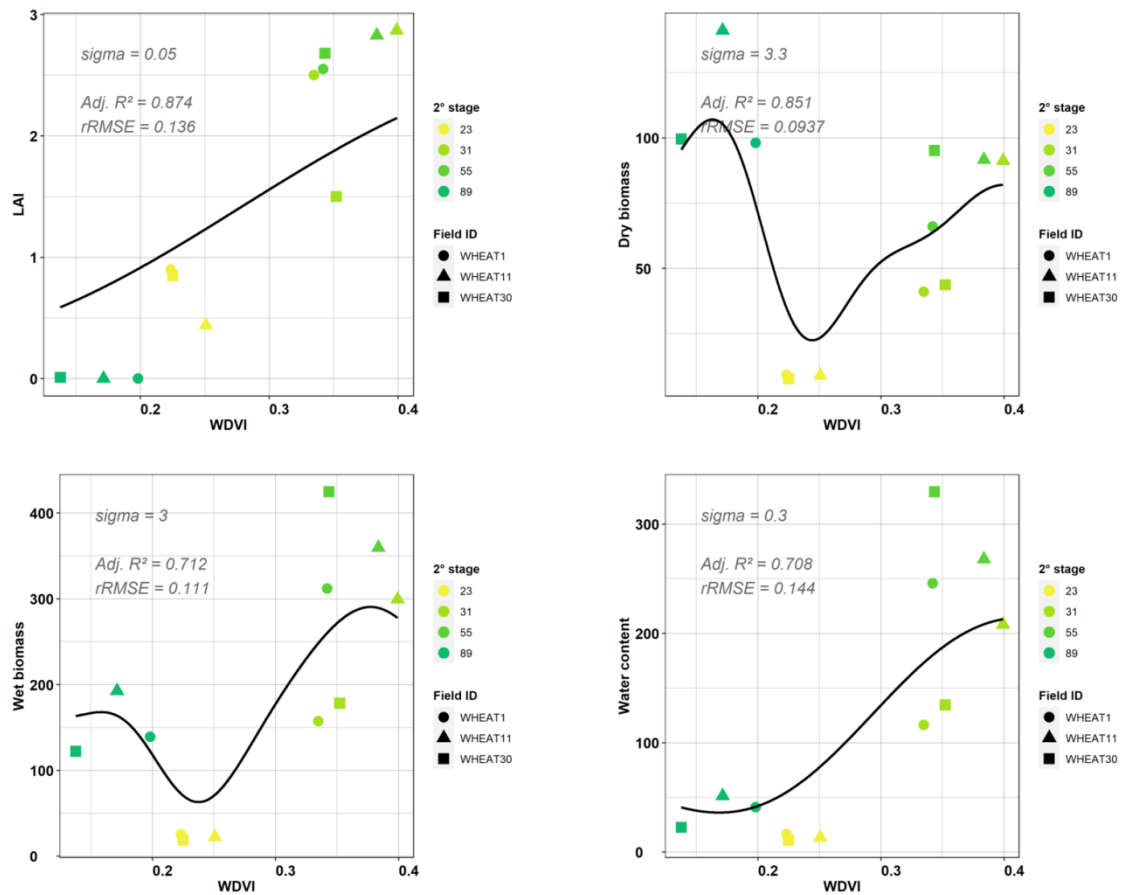 3
2
1
0
LAI
sigma = 0.05
Adj. R² = 0.874
rRMSE = 0.136
0.2
0.3
0.4
WDVI
2° stage
23
31
55
89
Field ID
WHEAT1
WHEAT11
WHEAT30
100
50
Dry biomass
sigma = 3.3
Adj. R² = 0.851
rRMSE = 0.0937
0.2
0.3
0.4
WDVI
2° stage
23
31
55
89
Field ID
WHEAT1
WHEAT11
WHEAT30
400
300
200
100
0
Wet biomass
sigma = 3
Adj. R² = 0.712
rRMSE = 0.111
0.2
0.3
0.4
WDVI
2° stage
23
31
55
89
Field ID
WHEAT1
WHEAT11
WHEAT30
300
200
100
0
Water content
sigma = 0.3
Adj. R² = 0.708
rRMSE = 0.144
0.2
0.3
0.4
WDVI
2° stage
23
31
55
89
Field ID
WHEAT1
WHEAT11
WHEAT30